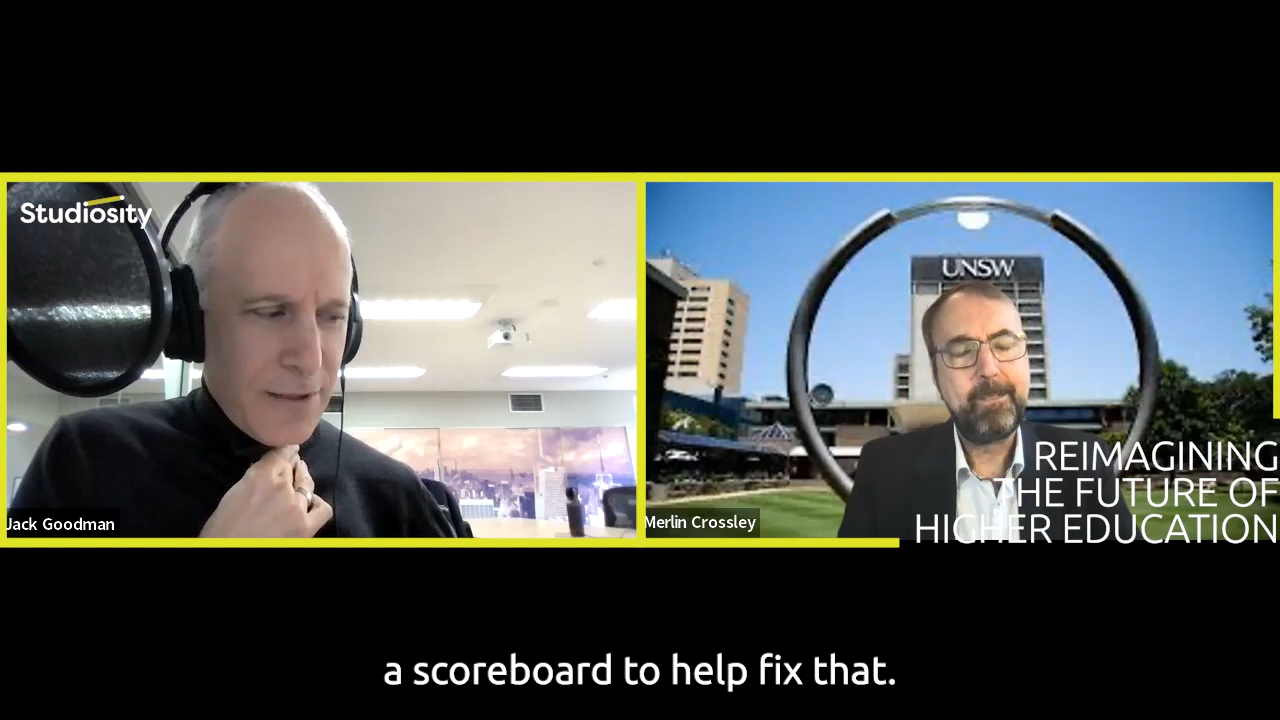 Studiosity
UNSW
Jack Goodman
Merlin Crossley
REIMAGINING
THE FUTURE OF
HIGHER EDUCATION
a scoreboard to help fix that.